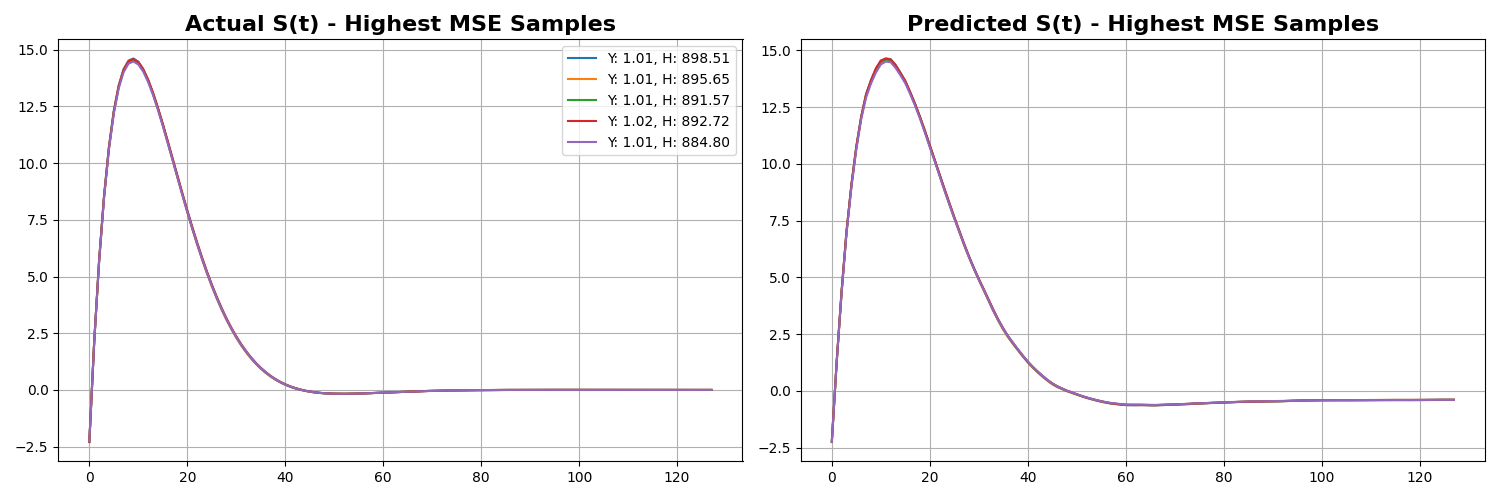 Actual S(t) - Highest MSE Samples
15.0
12.5
10.0
7.5
5.0
2.5
0.0
−2.5
0 20 40 60 80 100 120
Y: 1.01, H: 898.51
Y: 1.01, H: 895.65
Y: 1.01, H: 891.57
Y: 1.02, H: 892.72
Y: 1.01, H: 884.80
Predicted S(t) - Highest MSE Samples
15.0
12.5
10.0
7.5
5.0
2.5
0.0
−2.5
0 20 40 60 80 100 120